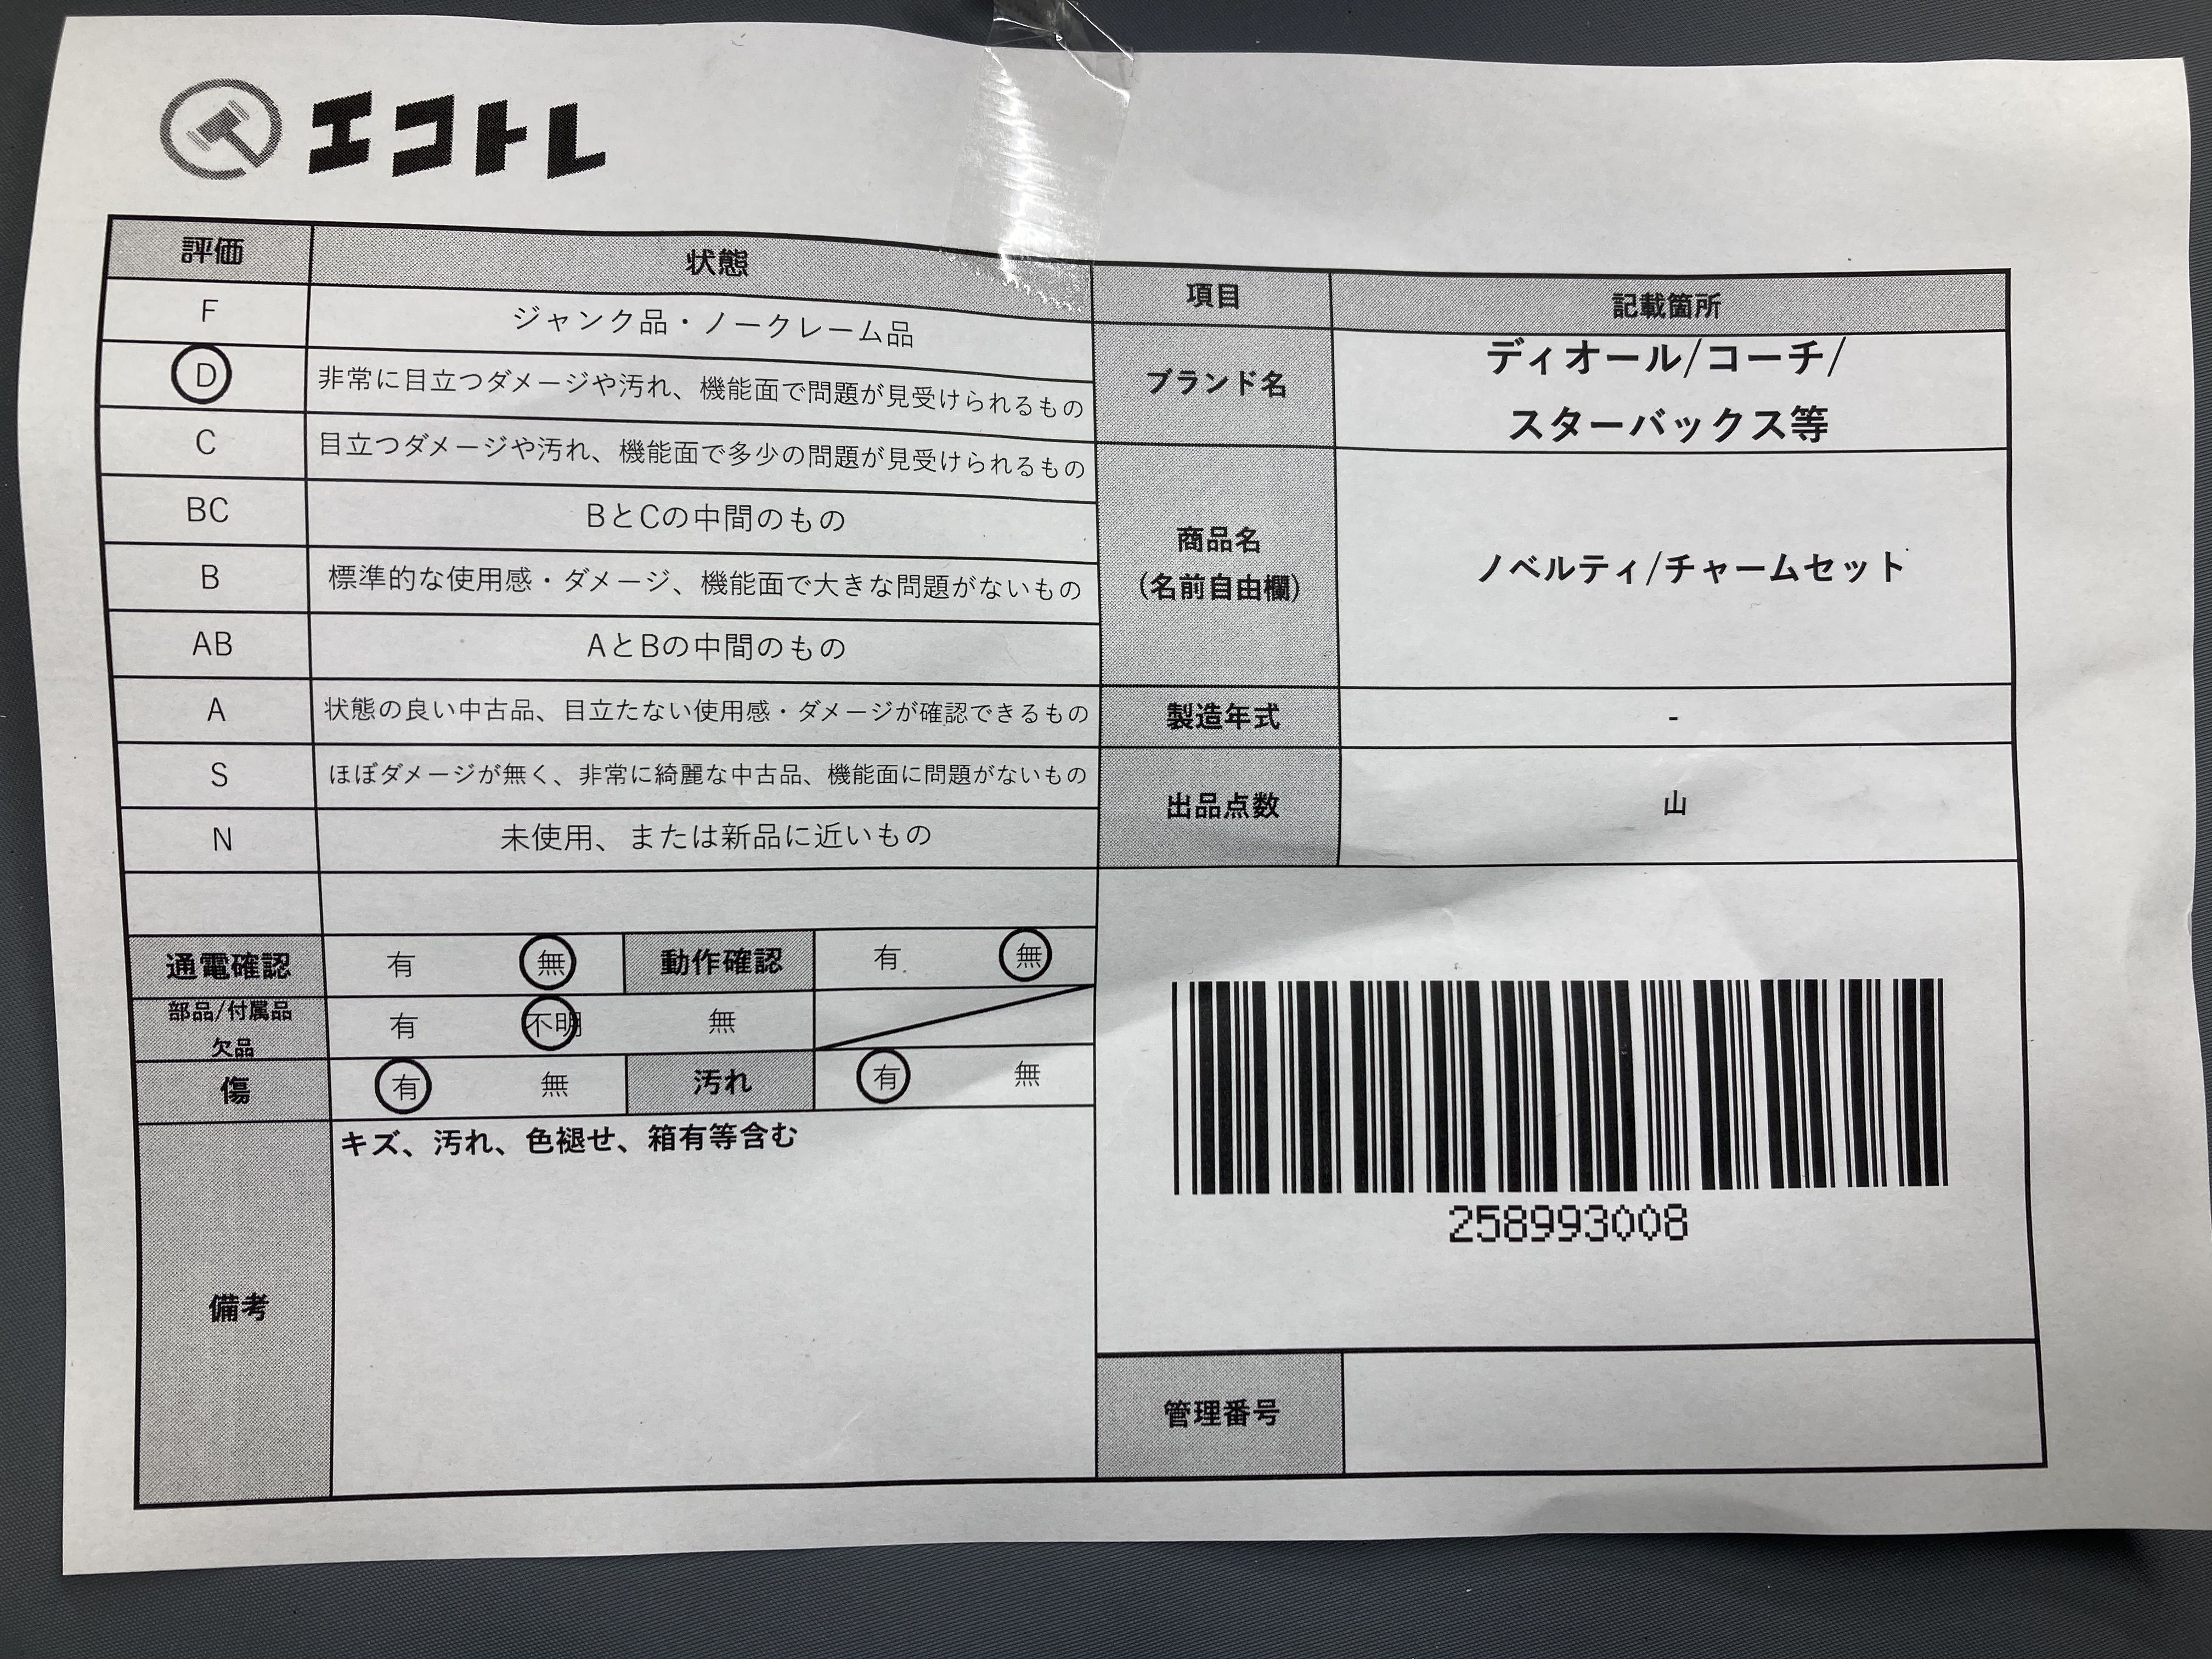 エコトレ
評価 状態
F ジャンク品・ノークレーム品
D 非常に目立つダメージや汚れ、機能面で問題が見受けられるもの
C 目立つダメージや汚れ、機能面で多少の問題が見受けられるもの
BC BとCの中間のもの
B 標準的な使用感・ダメージ、機能面で大きな問題がないもの
AB AとBの中間のもの
A 状態の良い中古品、目立たない使用感・ダメージが確認できるもの
S ほぼダメージが無く、非常に綺麗な中古品、機能面に問題がないもの
N 未使用、または新品に近いもの
通電確認 有 無 動作確認 有 無
部品/付属品
欠品 有 不明 無
傷 有 無 汚れ 有 無
備考 キズ、汚れ、色褪せ、箱有等含む
項目 記載箇所
ブランド名 ディオール/コーチ/
スターバックス等
商品名
(名前自由欄) ノベルティ/チャームセット
製造年式 -
出品点数 山
258993008
管理番号